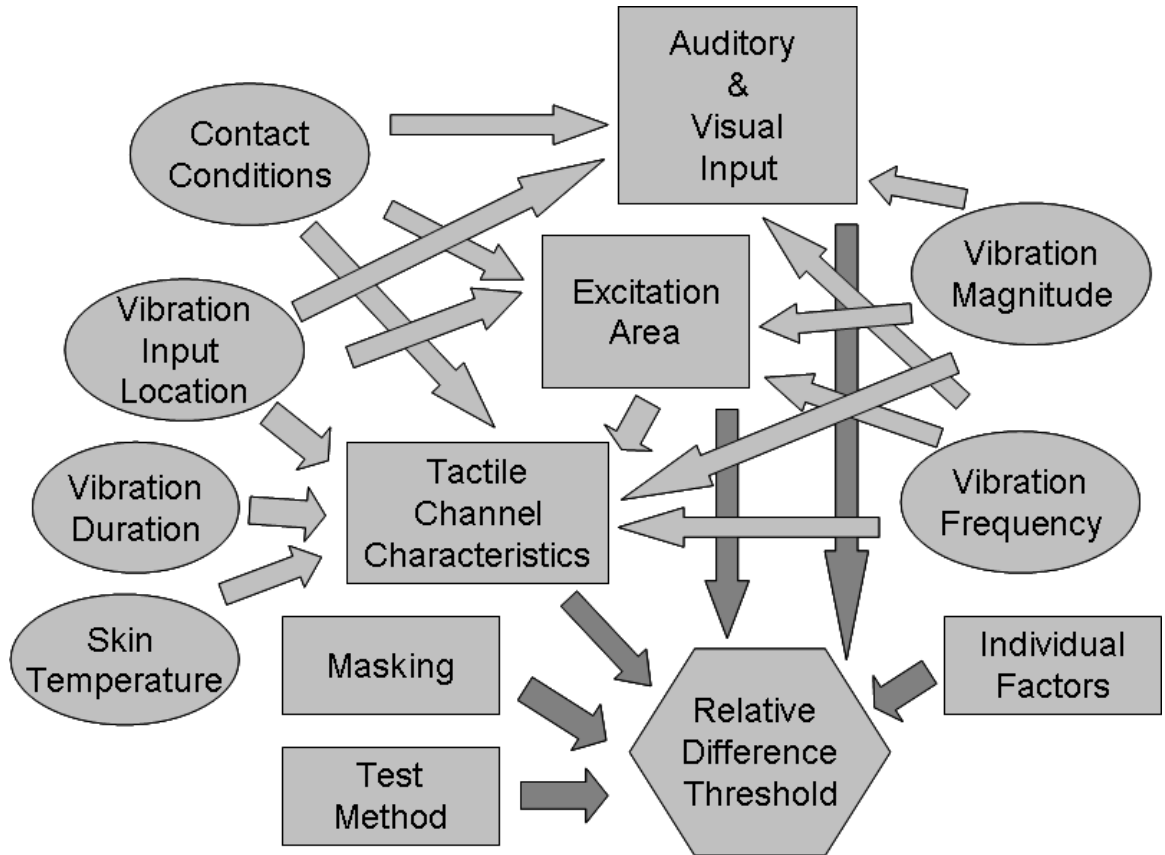 Auditory
&
Visual
Input
Contact
Conditions
Vibration
Magnitude
Excitation
Area
Vibration
Input
Location
Tactile
Channel
Characteristics
Vibration
Duration
Vibration
Frequency
Skin
Temperature
Masking
Individual
Factors
Relative
Difference
Threshold
Test
Method